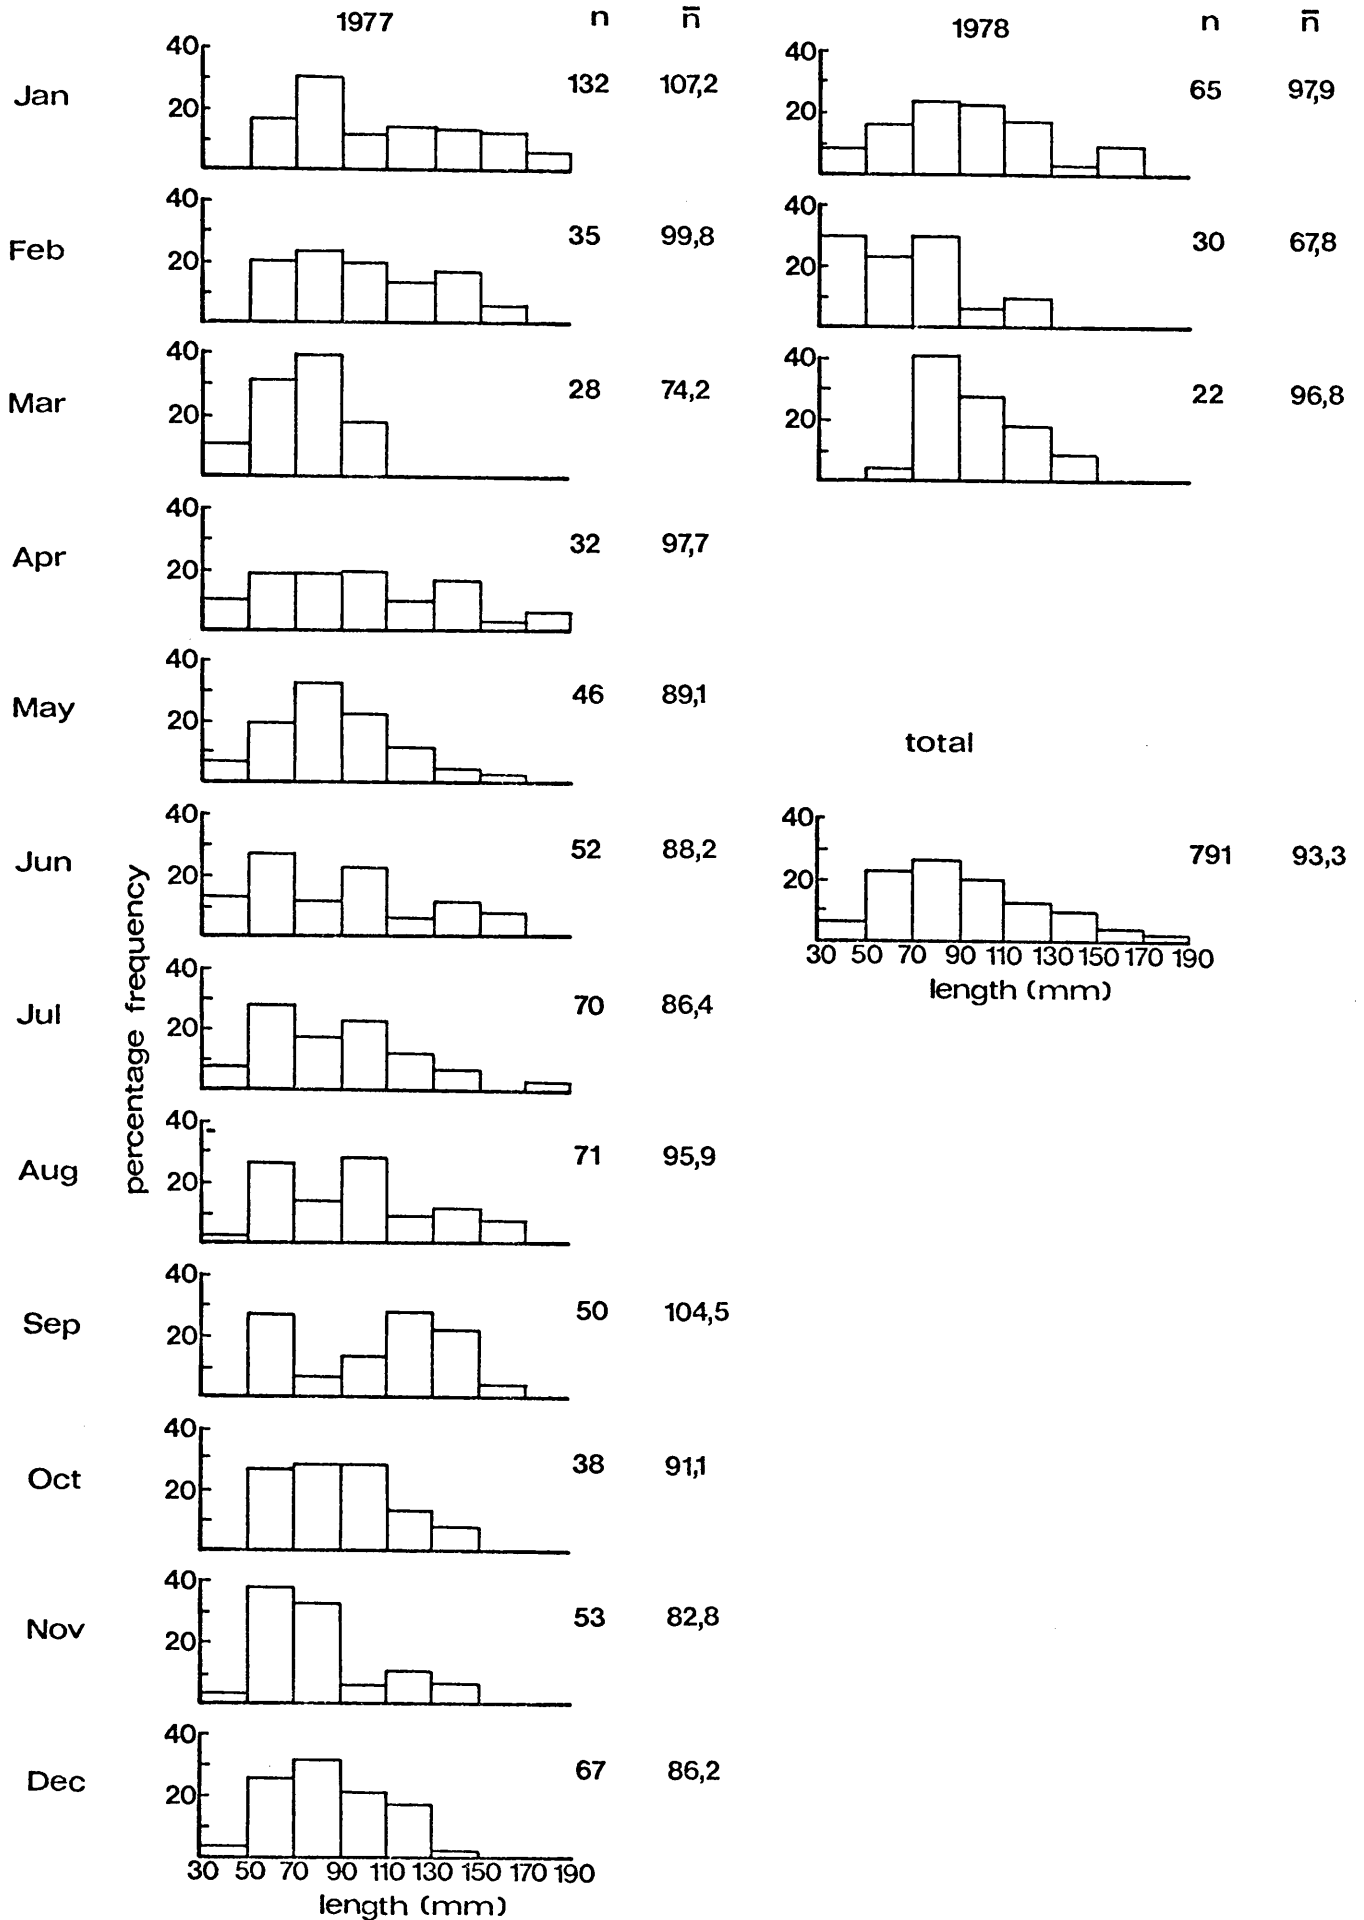 1977 n n̄
40
20
Jan 132 107,2
40
20
Feb 35 99,8
40
20
Mar 28 74,2
40
20
Apr 32 97,7
40
20
May 46 89,1
40
20
Jun 52 88,2
40
20
Jul 70 86,4
40
20
Aug 71 95,9
40
20
Sep 50 104,5
40
20
Oct 38 91,1
40
20
Nov 53 82,8
40
20
Dec 67 86,2
30 50 70 90 110 130 150 170 190
length (mm)
percentage frequency
1978 n n̄
40
20
65 97,9
40
20
30 67,8
40
20
22 96,8
total
40
20
791 93,3
30 50 70 90 110 130 150 170 190
length (mm)